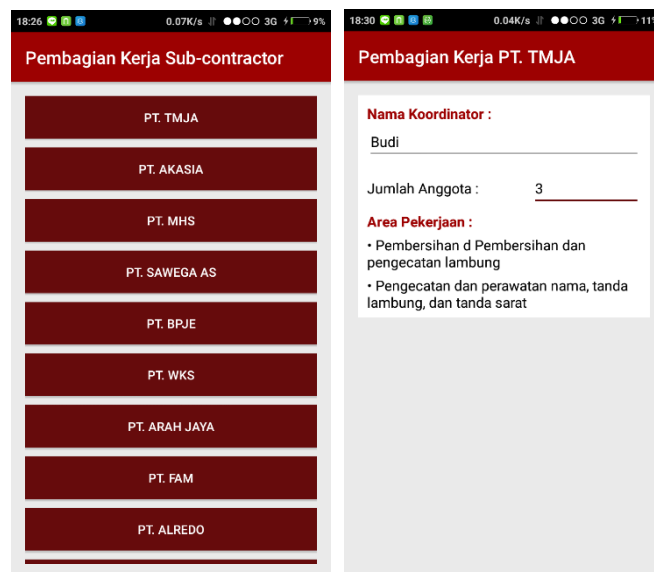 18:26 0.07K/s 3G 9%
Pembagian Kerja Sub-contractor
PT. TMJA
PT. AKASIA
PT. MHS
PT. SAWEGA AS
PT. BPJE
PT. WKS
PT. ARAH JAYA
PT. FAM
PT. ALREDO
18:30 0.04K/s 3G 11%
Pembagian Kerja PT. TMJA
Nama Koordinator :
Budi
Jumlah Anggota : 3
Area Pekerjaan :
• Pembersihan d Pembersihan dan
pengecatan lambung
• Pengecatan dan perawatan nama, tanda
lambung, dan tanda sarat